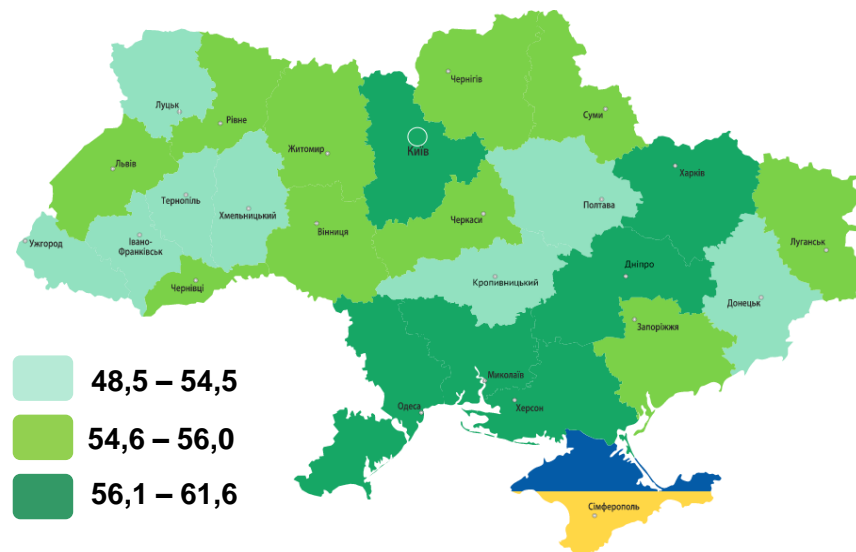 Чернігів
Луцьк
Суми
Рівне
Житомир
Київ
Львів
Харків
Тернопіль
Хмельницький
Полтава
Черкаси
Вінниця
Ужгород
Івано-
Франківськ
Луганськ
Дніпро
Кропивницький
Чернівці
Донецьк
Запоріжжя
48,5 – 54,5
Миколаїв
Одеса
Херсон
54,6 – 56,0
56,1 – 61,6
Сімферополь